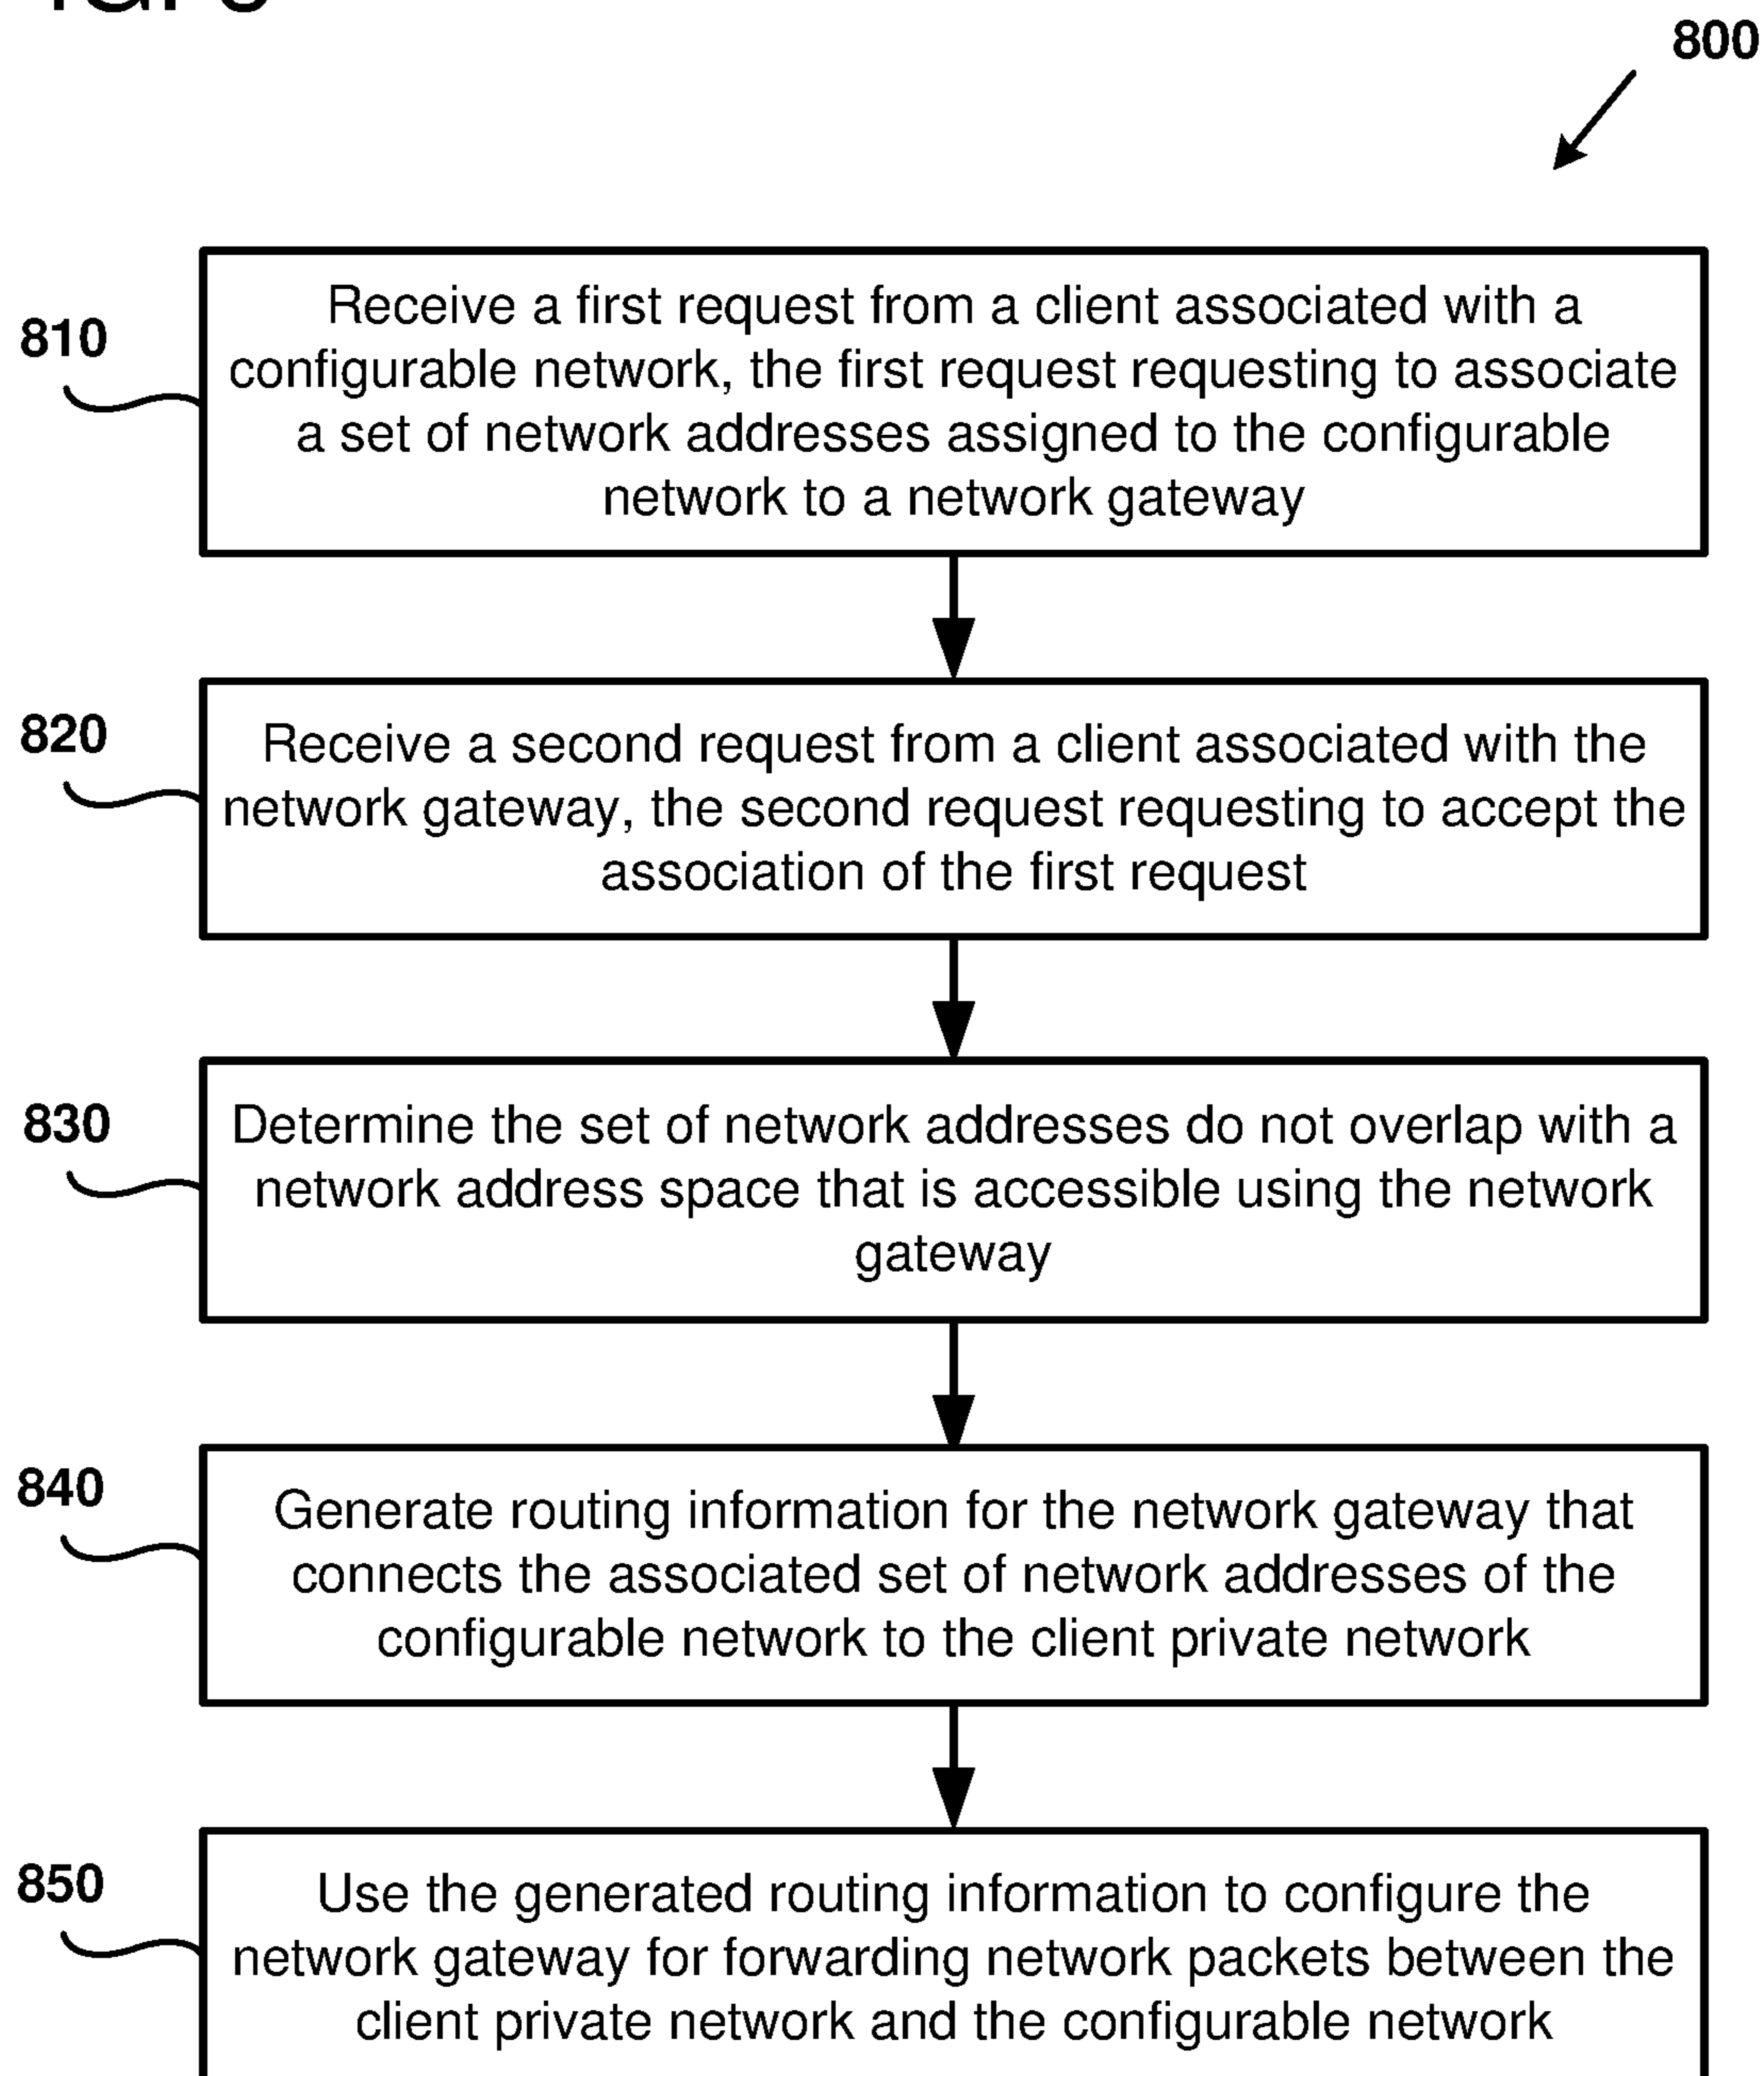 800
810
Receive a first request from a client associated with a
configurable network, the first request requesting to associate
a set of network addresses assigned to the configurable
network to a network gateway
820
Receive a second request from a client associated with the
network gateway, the second request requesting to accept the
association of the first request
830
Determine the set of network addresses do not overlap with a
network address space that is accessible using the network
gateway
840
Generate routing information for the network gateway that
connects the associated set of network addresses of the
configurable network to the client private network
850
Use the generated routing information to configure the
network gateway for forwarding network packets between the
client private network and the configurable network